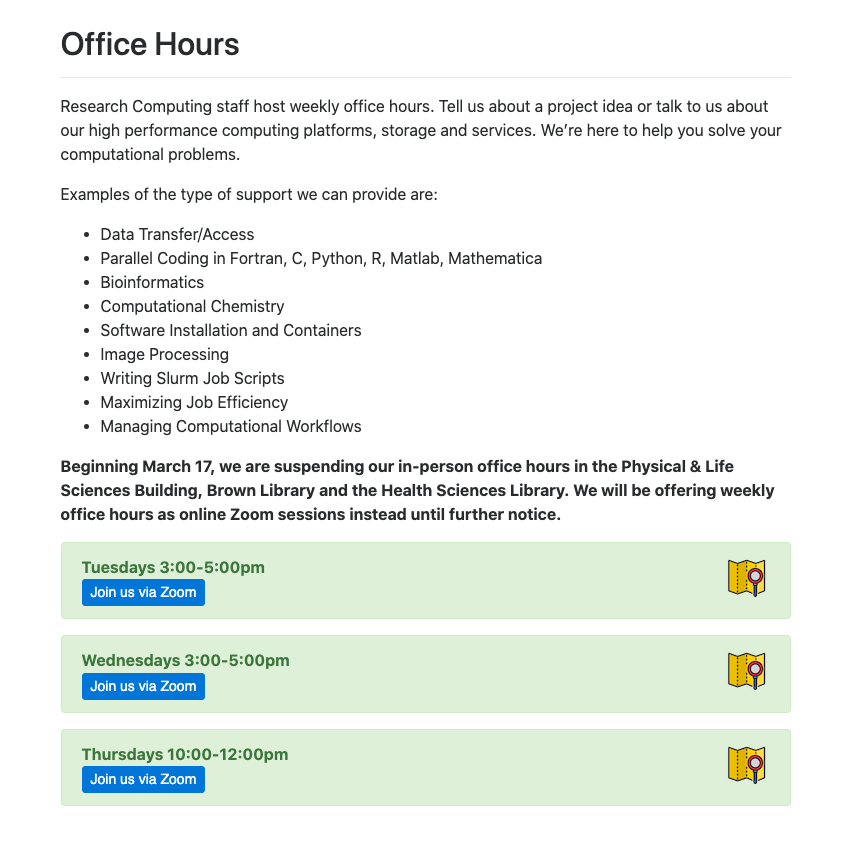 Office Hours
Research Computing staff host weekly office hours. Tell us about a project idea or talk to us about
our high performance computing platforms, storage and services. We’re here to help you solve your
computational problems.
Examples of the type of support we can provide are:
• Data Transfer/Access
• Parallel Coding in Fortran, C, Python, R, Matlab, Mathematica
• Bioinformatics
• Computational Chemistry
• Software Installation and Containers
• Image Processing
• Writing Slurm Job Scripts
• Maximizing Job Efficiency
• Managing Computational Workflows
Beginning March 17, we are suspending our in-person office hours in the Physical & Life
Sciences Building, Brown Library and the Health Sciences Library. We will be offering weekly
office hours as online Zoom sessions instead until further notice.
Tuesdays 3:00-5:00pm
Join us via Zoom
Wednesdays 3:00-5:00pm
Join us via Zoom
Thursdays 10:00-12:00pm
Join us via Zoom